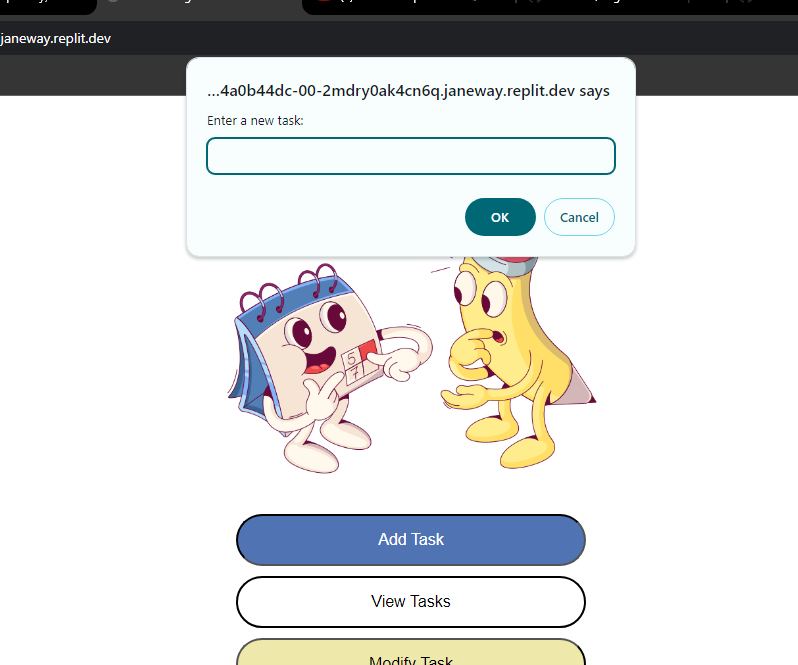 janeway.replit.dev
...4a0b44dc-00-2mdry0ak4cn6q.janeway.replit.dev says
Enter a new task:
OK
Cancel
5
7
Add Task
View Tasks
Modify Task